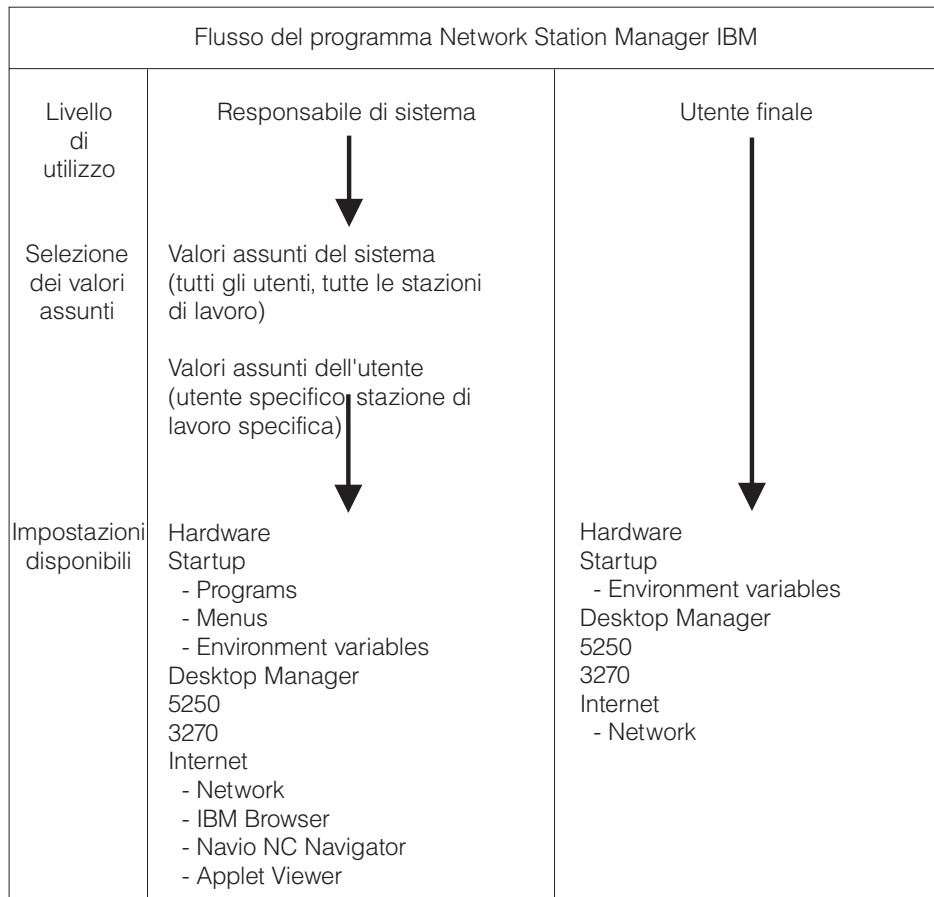 Flusso del programma Network Station Manager IBM
Livello
di
utilizzo
Responsabile di sistema
Utente finale
Selezione
dei valori
assunti
Valori assunti del sistema
(tutti gli utenti, tutte le stazioni
di lavoro)
Valori assunti dell'utente
(utente specifico, stazione di
lavoro specifica)
Impostazioni
disponibili
Hardware
Startup
- Programs
- Menus
- Environment variables
Desktop Manager
5250
3270
Internet
- Network
- IBM Browser
- Navio NC Navigator
- Applet Viewer
Hardware
Startup
- Environment variables
Desktop Manager
5250
3270
Internet
- Network